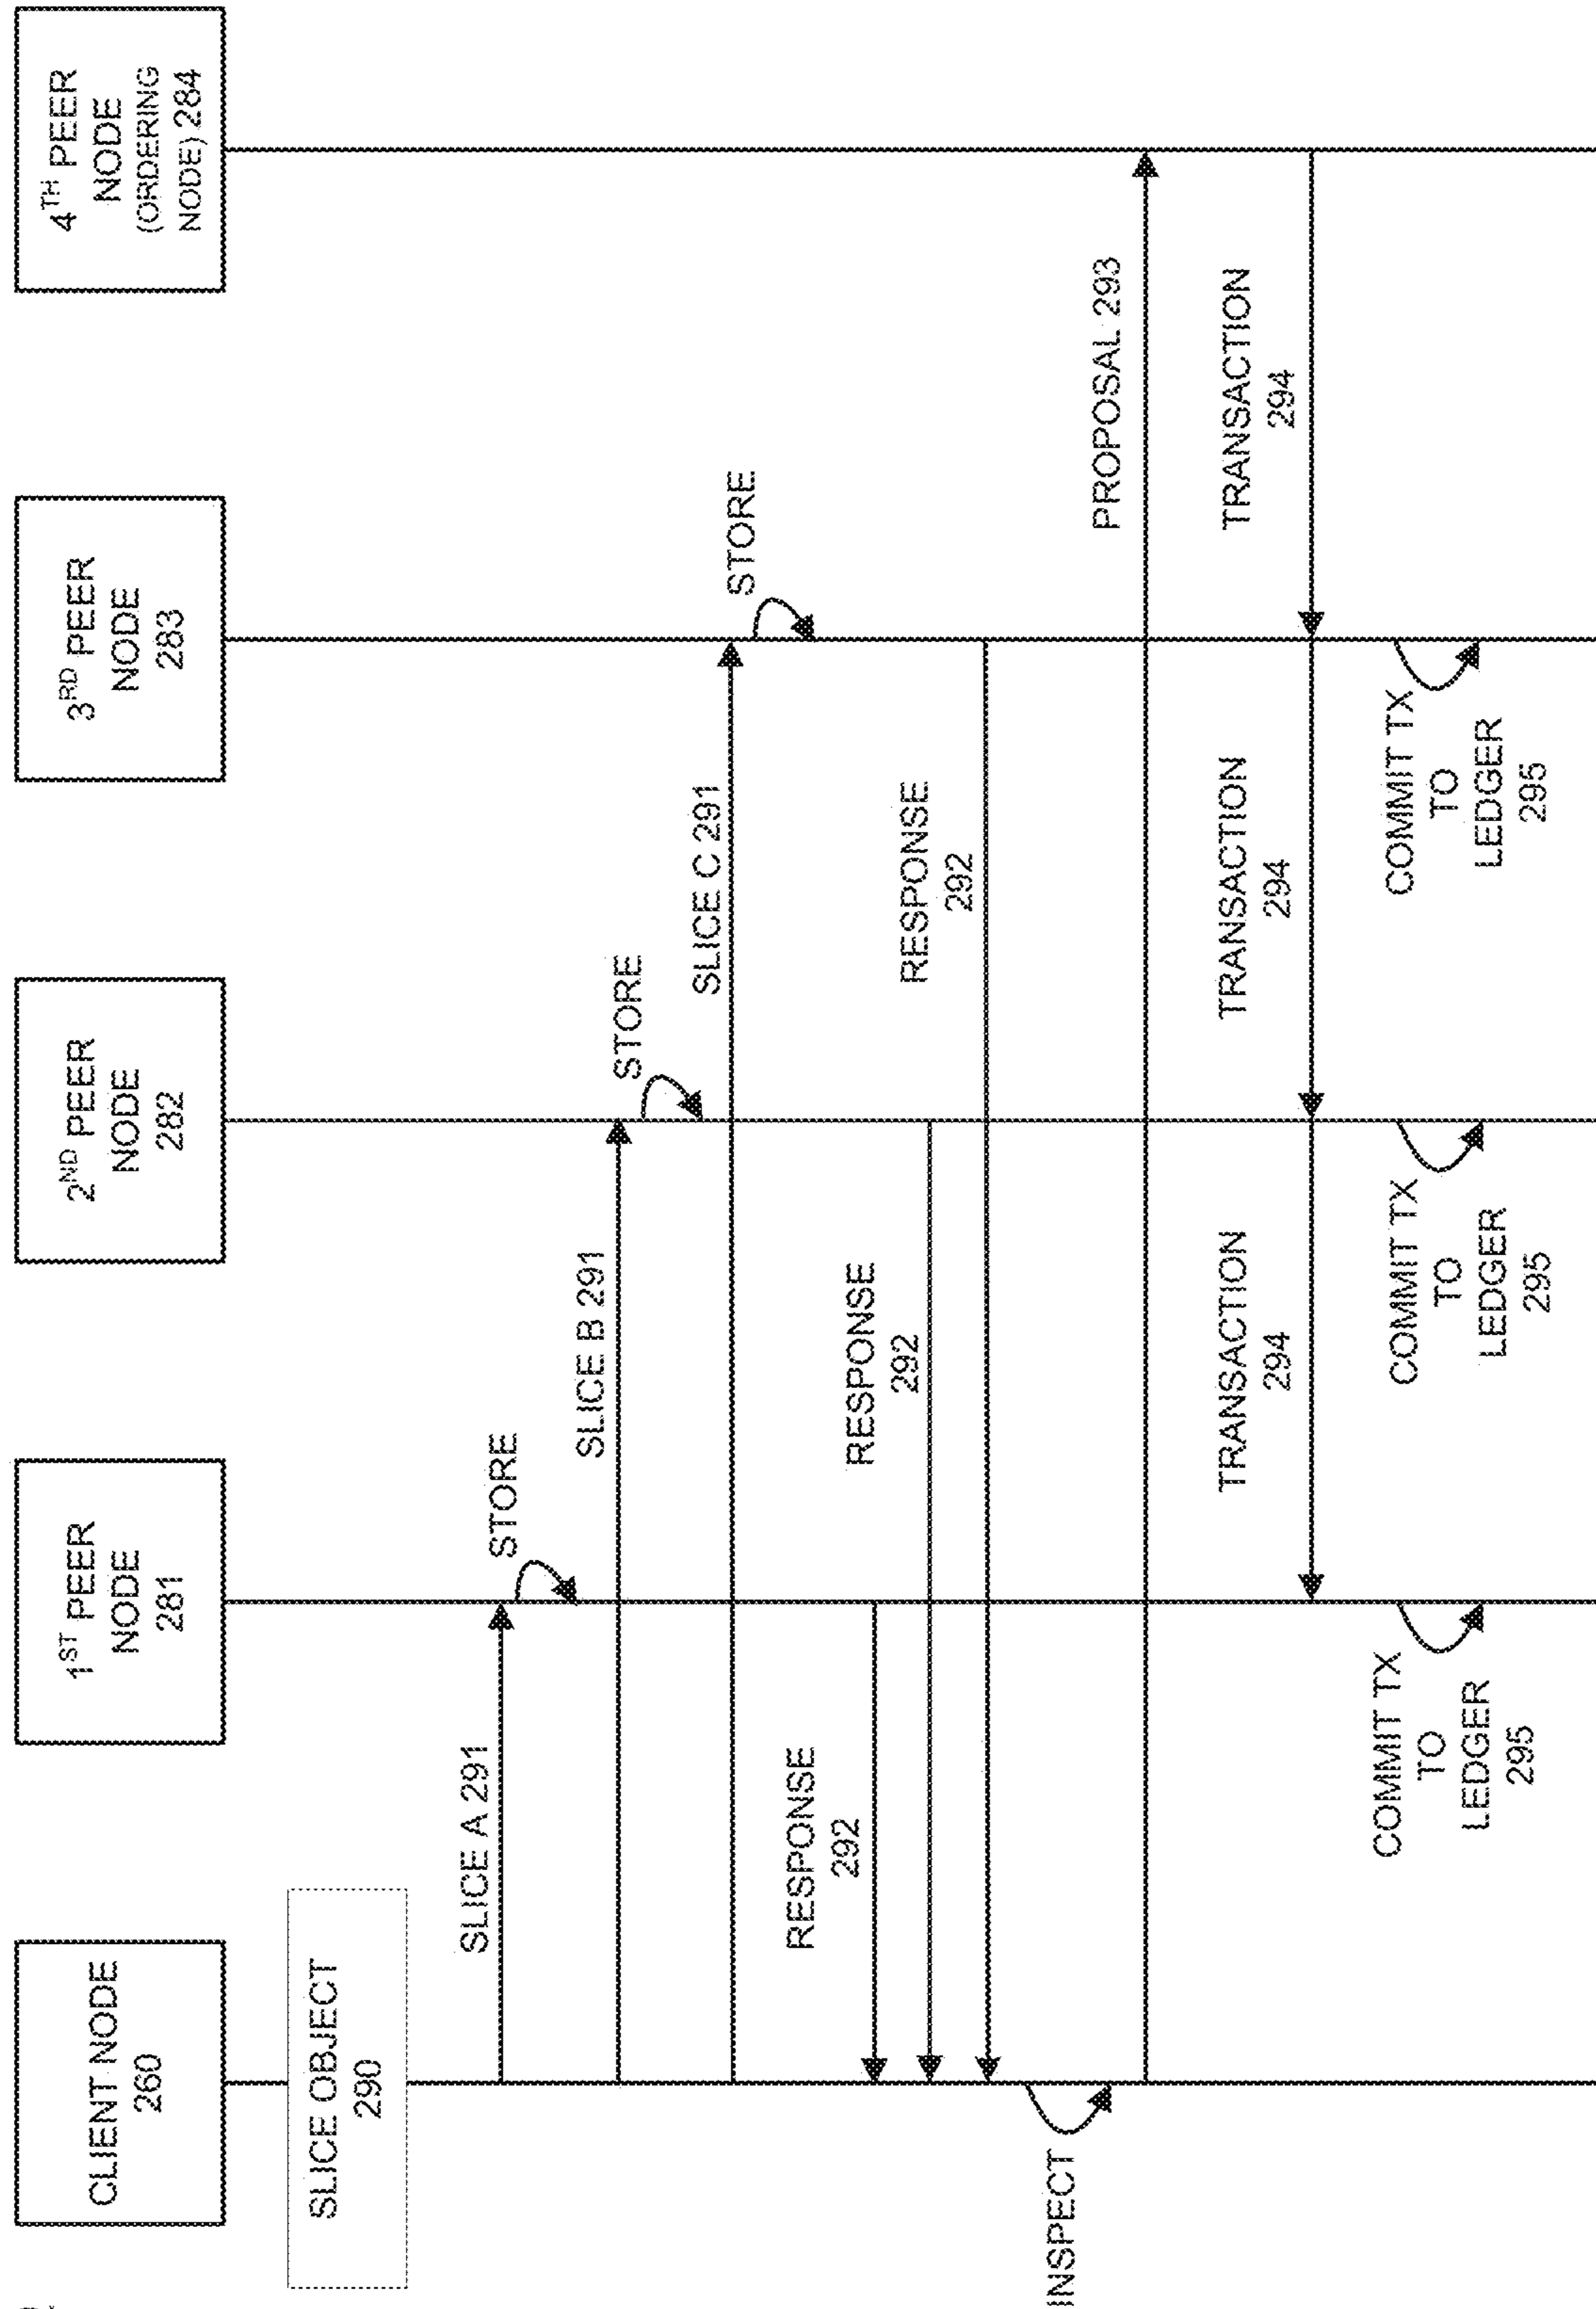 CLIENT NODE
260
1ST PEER
NODE
281
2ND PEER
NODE
282
3RD PEER
NODE
283
4TH PEER
NODE
(ORDERING
NODE) 284
SLICE OBJECT
290
SLICE A 291
STORE
SLICE B 291
STORE
SLICE C 291
STORE
RESPONSE
292
RESPONSE
292
RESPONSE
292
INSPECT
PROPOSAL 293
TRANSACTION
294
TRANSACTION
294
TRANSACTION
294
COMMIT TX
TO
LEDGER
295
COMMIT TX
TO
LEDGER
295
COMMIT TX
TO
LEDGER
295